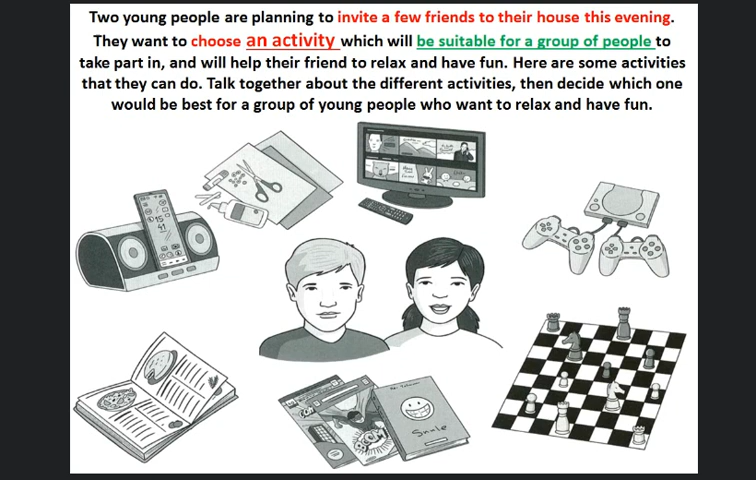 Two young people are planning to invite a few friends to their house this evening.
They want to choose an activity which will be suitable for a group of people to
take part in, and will help their friend to relax and have fun. Here are some activities
that they can do. Talk together about the different activities, then decide which one
would be best for a group of young people who want to relax and have fun.
15
41
Smile